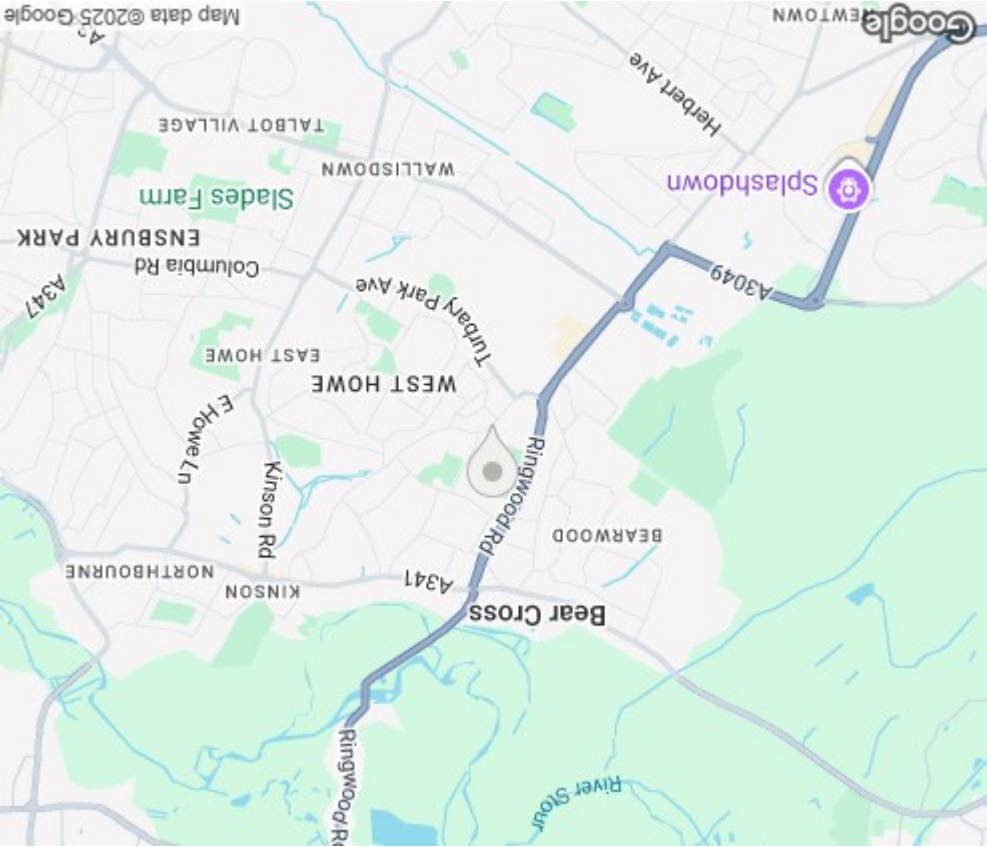 River Stour
Ringwood Rd
Bear Cross
KINSON
A341
NORTHBOURNE
BEARWOOD
Ringwood Rd
Kinson Rd
E Howe Ln
WEST HOWE
EAST HOWE
Turbary Park Ave
A3049
A347
Columbia Rd
ENSBURY PARK
Slades Farm
Splashdown
WALLISDOWN
TALBOT VILLAGE
Herbert Ave
NEWTOWN
Google
Map data ©2025 Google